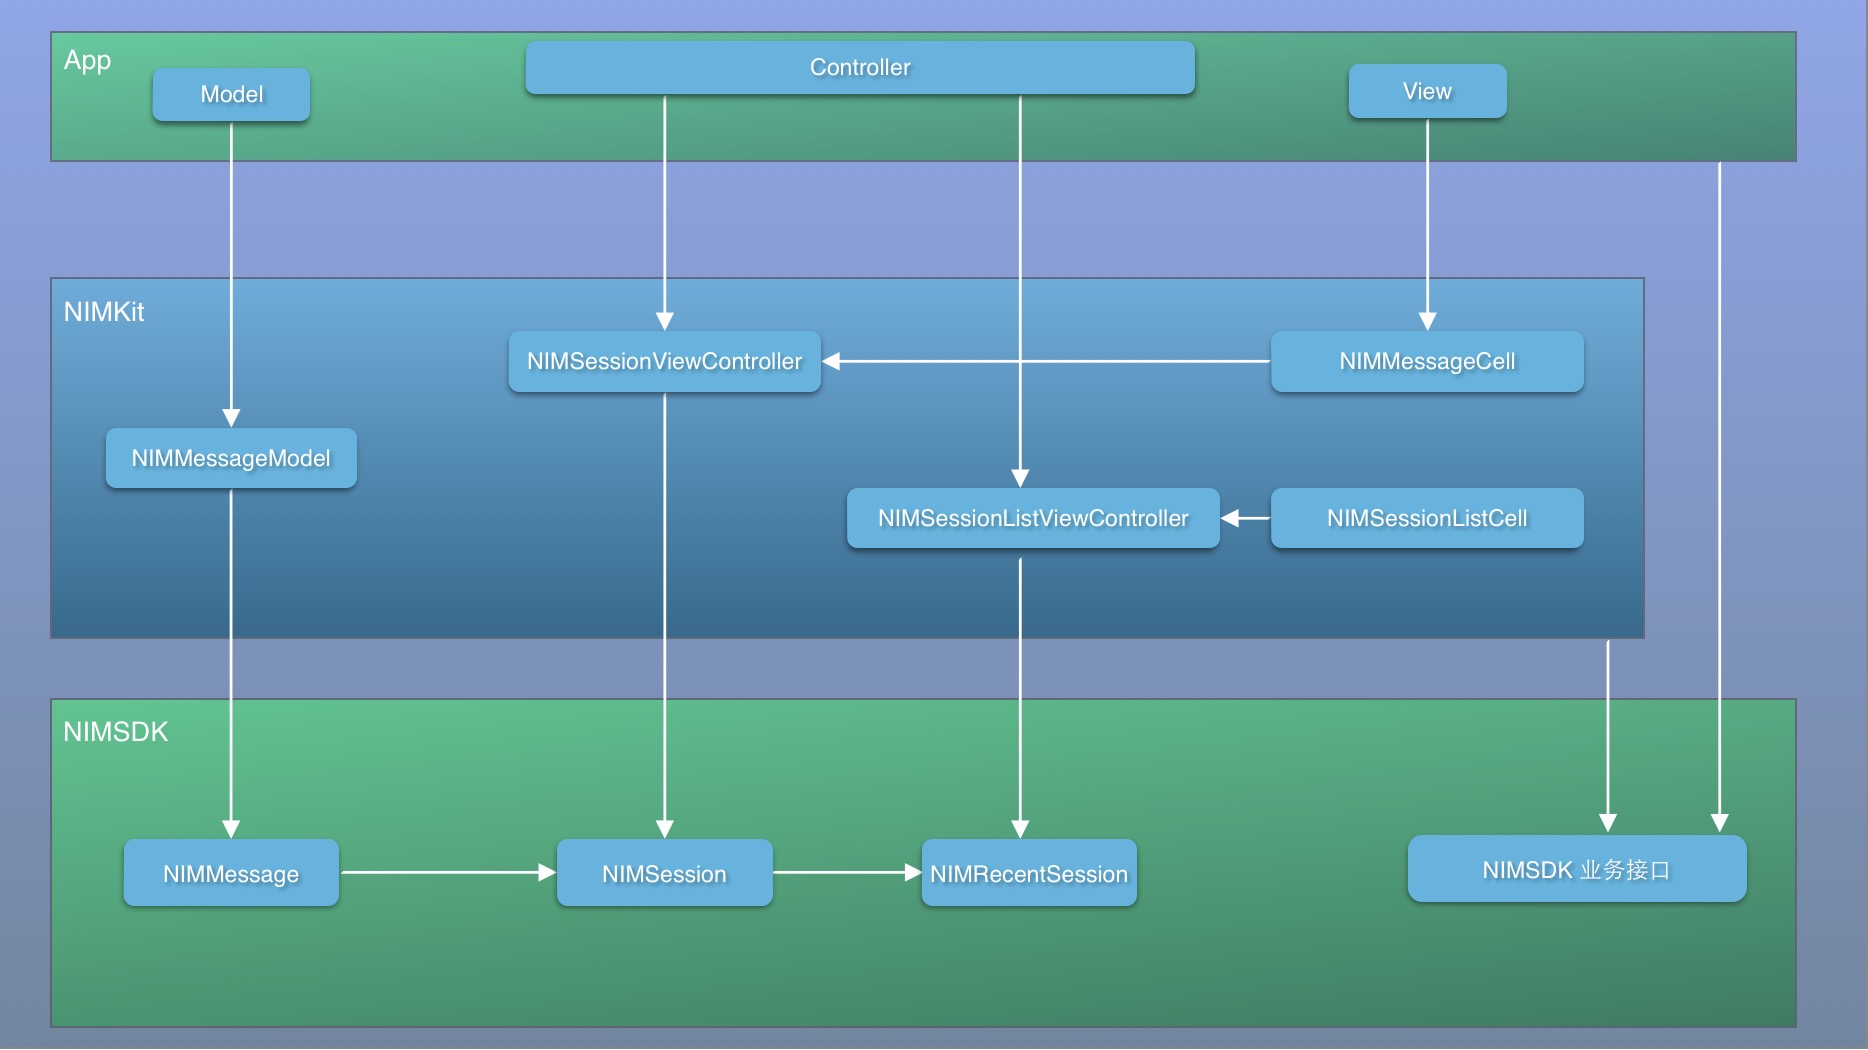 App
Model
Controller
View
NIMKit
NIMSessionViewController
NIMMessageCell
NIMMessageModel
NIMSessionListViewController
NIMSessionListCell
NIMSDK
NIMMessage
NIMSession
NIMRecentSession
NIMSDK 业务接口